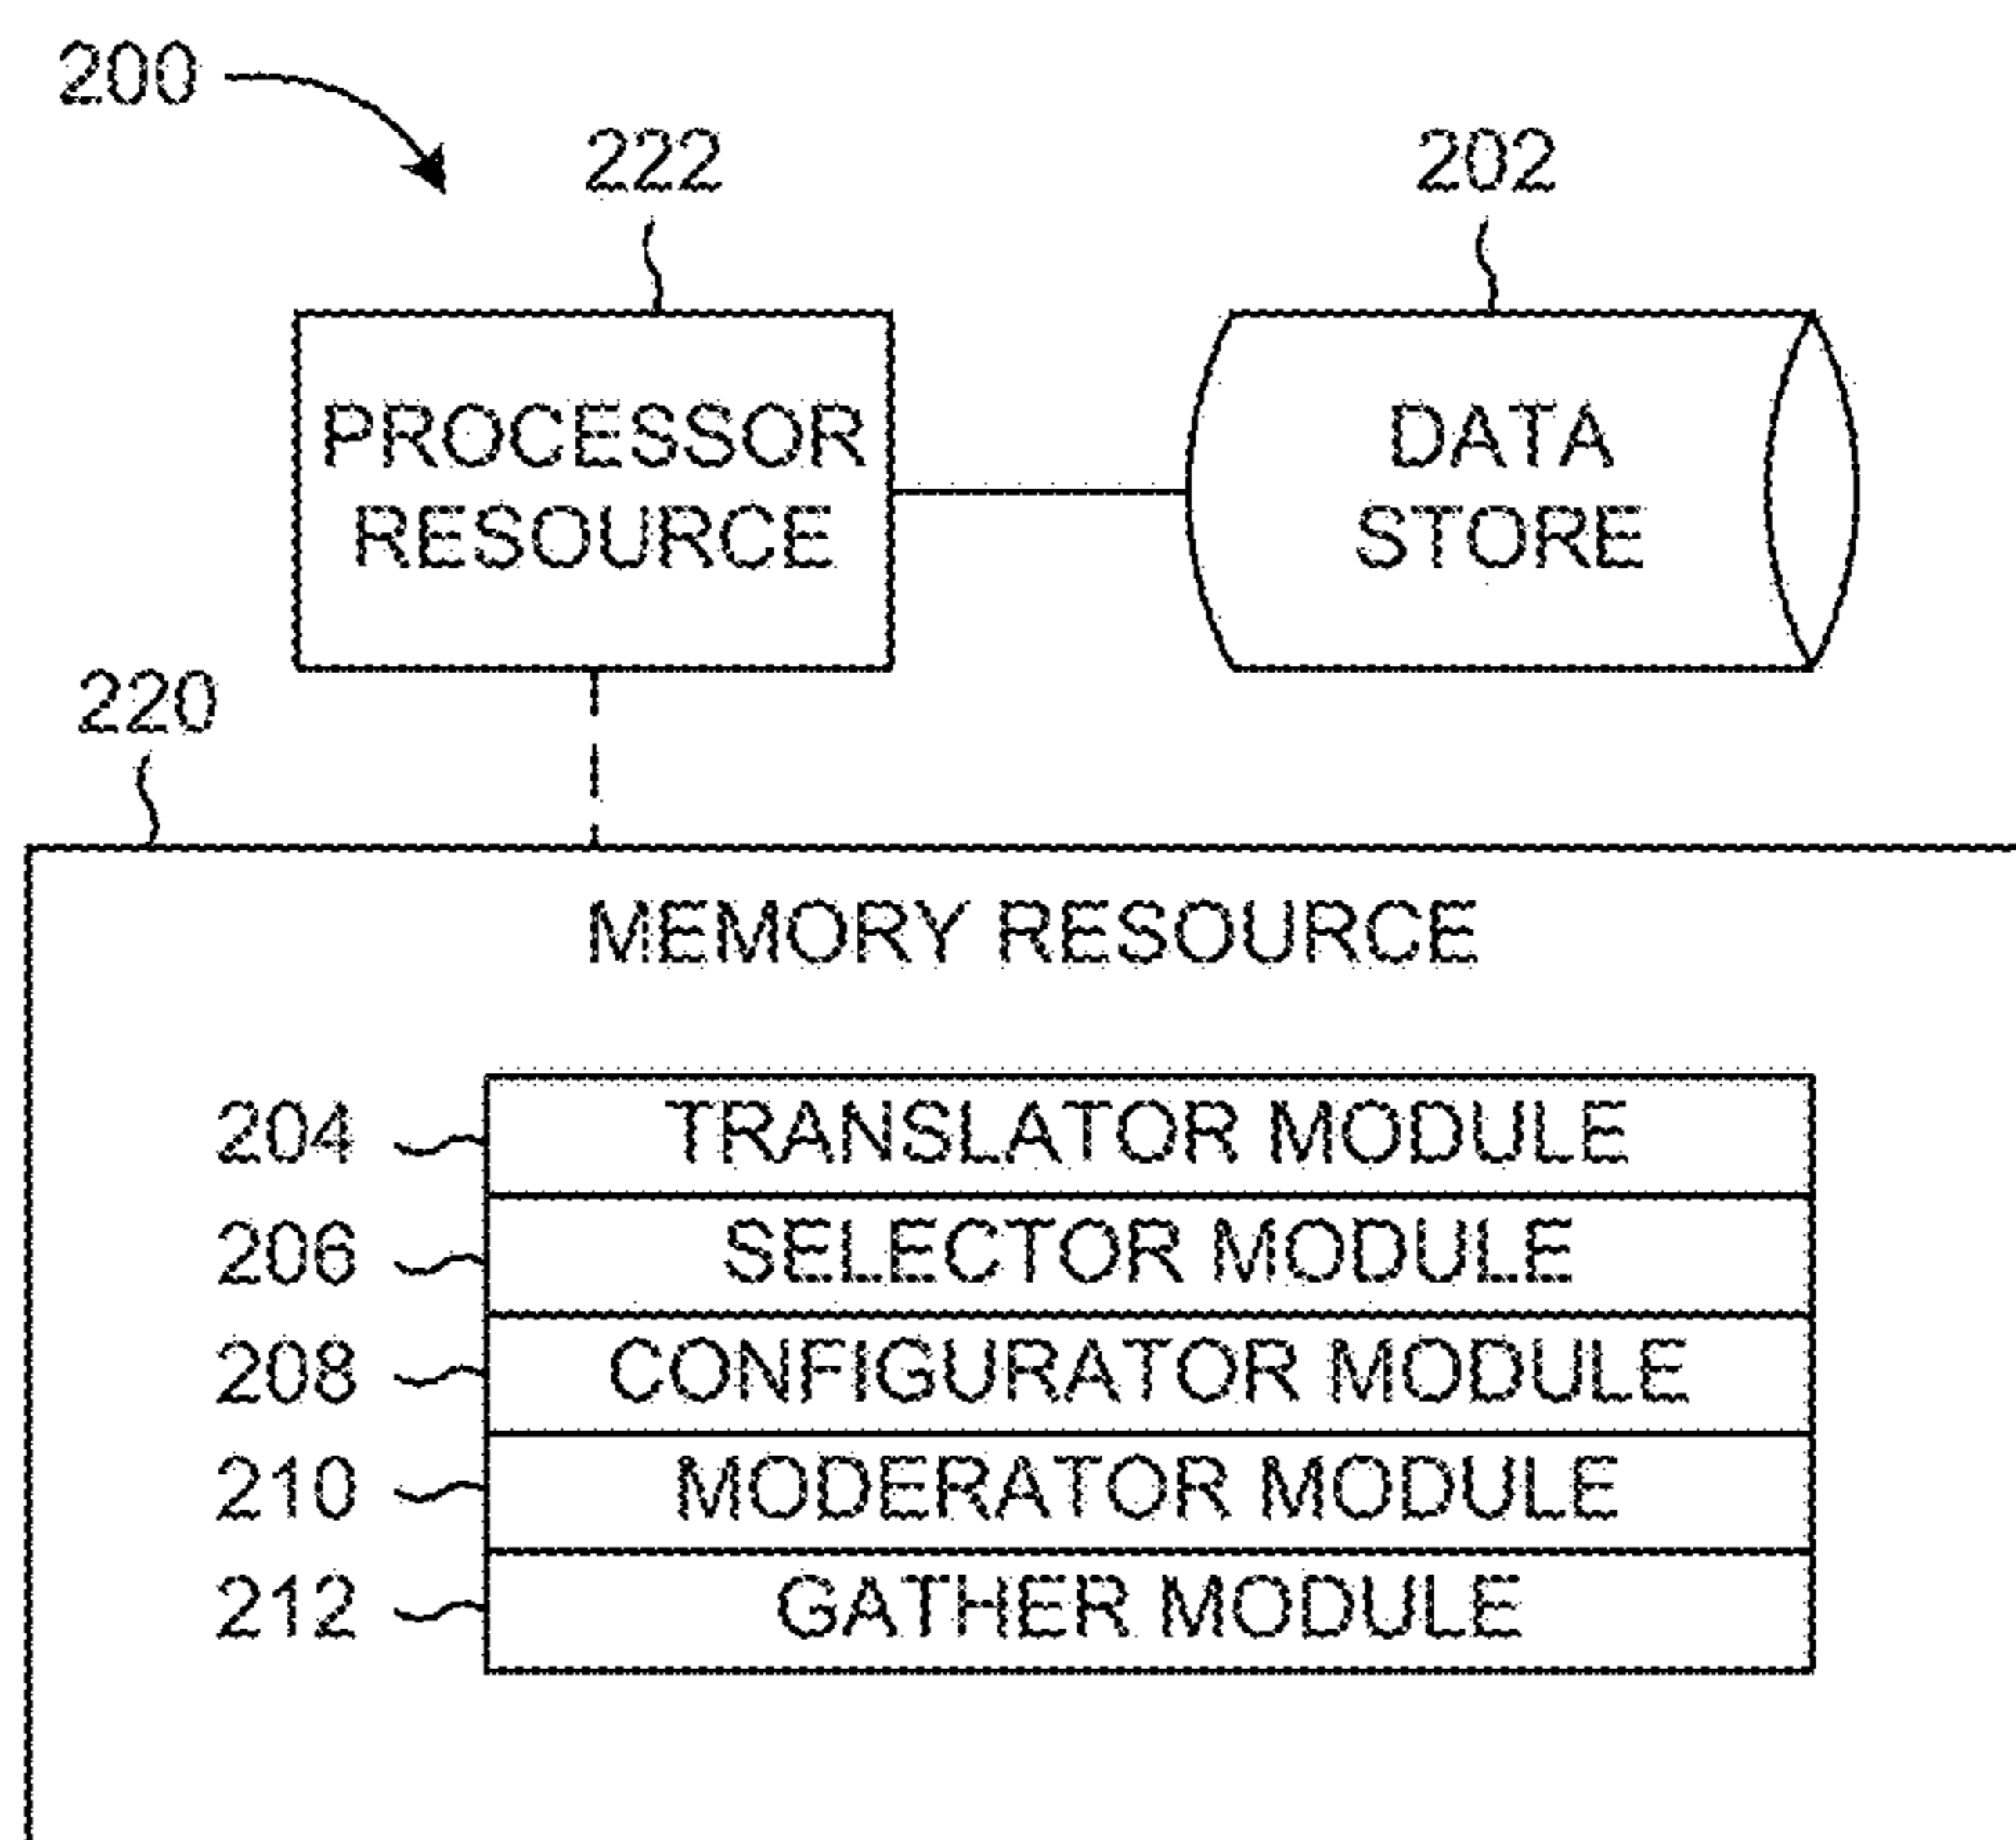 200
222
202
PROCESSOR
RESOURCE
DATA
STORE
220
MEMORY RESOURCE
204 TRANSLATOR MODULE
206 SELECTOR MODULE
208 CONFIGURATOR MODULE
210 MODERATOR MODULE
212 GATHER MODULE